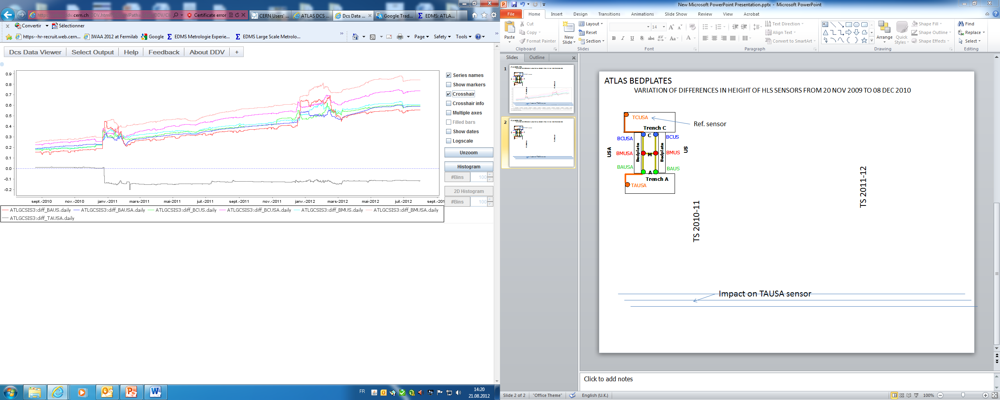 cern.ch
Certificate error
CERN Users' ...
ATLAS DCS ...
Dcs Data ...
Google Trad...
EDMS: ATLA...
Convertir
Sélectionner
https--hr-recruit.web.cern...
IWAA 2012 at Fermilab
Google
EDMS Metrologie Experie...
EDMS Large Scale Metrolo...
Page
Safety
Tools
Dcs Data Viewer
Select Output
Help
Feedback
About DDV
+
0.9
0.8
0.7
0.6
0.5
0.4
0.3
0.2
0.1
0.0
-0.1
-0.2
sept.-2010 nov.-2010 janv.-2011 mars-2011 mai-2011 juil.-2011 sept.-2011 nov.-2011 janv.-2012 mars-2012 mai-2012 juil.-2012 sept.-201
Series names
Show markers
Crosshair
Crosshair info
Multiple axes
Filled bars
Show dates
Logscale
Unzoom
Histogram
#Bins 100
2D Histogram
#Bins 100
ATLGCSIS3:diff_BAUS.daily ATLGCSIS3:diff_BAUSA.daily ATLGCSIS3:diff_BCUS.daily ATLGCSIS3:diff_BCUSA.daily ATLGCSIS3:diff_BMUS.daily ATLGCSIS3:diff_BMUSA.daily
ATLGCSIS3:diff_TAUSA.daily
FR
14:20
21.08.2012
New Microsoft PowerPoint Presentation.pptx - Microsoft PowerPoint
File Home Insert Design Transitions Animations Slide Show Review View Acrobat
Paste
Cut
Copy
Format Painter
Clipboard
New Slide
Layout
Reset
Section
Slides
14
B I U S abc AV Aa A
Font
Text Direction
Align Text
Convert to SmartArt
Paragraph
Arrange
Quick Styles
Shape Fill
Shape Outline
Shape Effects
Drawing
Find
Replace
Select
Editing
Slides Outline
1
2
ATLAS BEDPLATES
VARIATION OF DIFFERENCES IN HEIGHT OF HLS SENSORS FROM 20 NOV 2009 TO 08 DEC 2010
TCUSA
Ref. sensor
Trench C
BCUSA
C
BCUS
USA
Bedplate
Bedplate
US
BMUSA
M
BMUS
BAUSA
A
BAUS
Trench A
TAUSA
TS 2010-11
TS 2011-12
Impact on TAUSA sensor
Click to add notes
Slide 2 of 2
"Office Theme"
English (U.K.)
100%